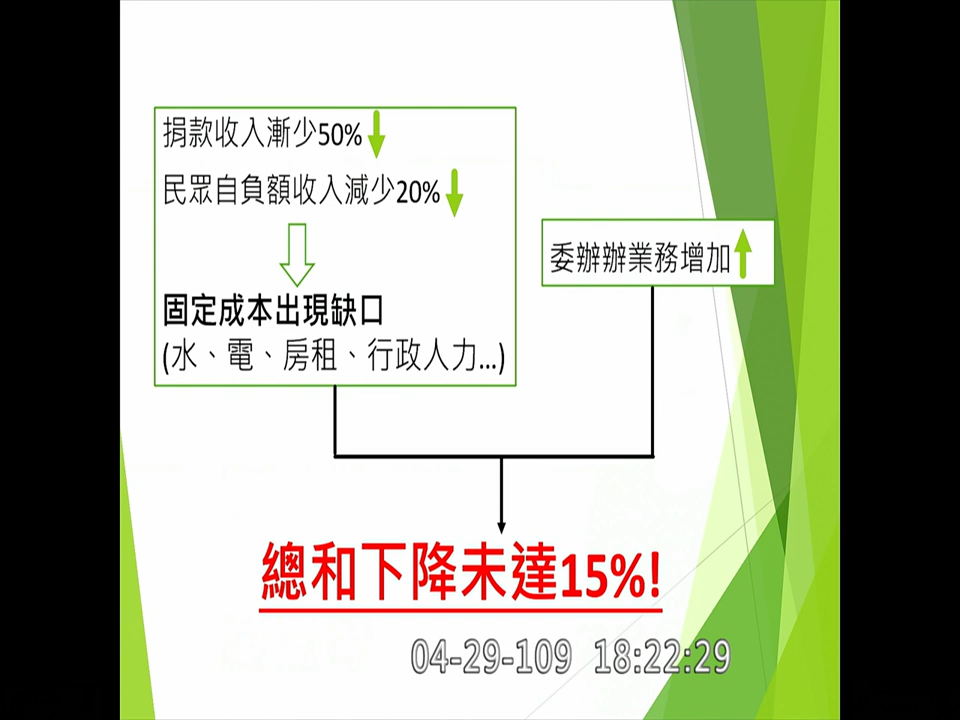 捐款收入漸少50%
民眾自負額收入減少20%
固定成本出現缺口
(水、電、房租、行政人力...)
委辦辦業務增加
總和下降未達15%!
04-29-109 18:22:29